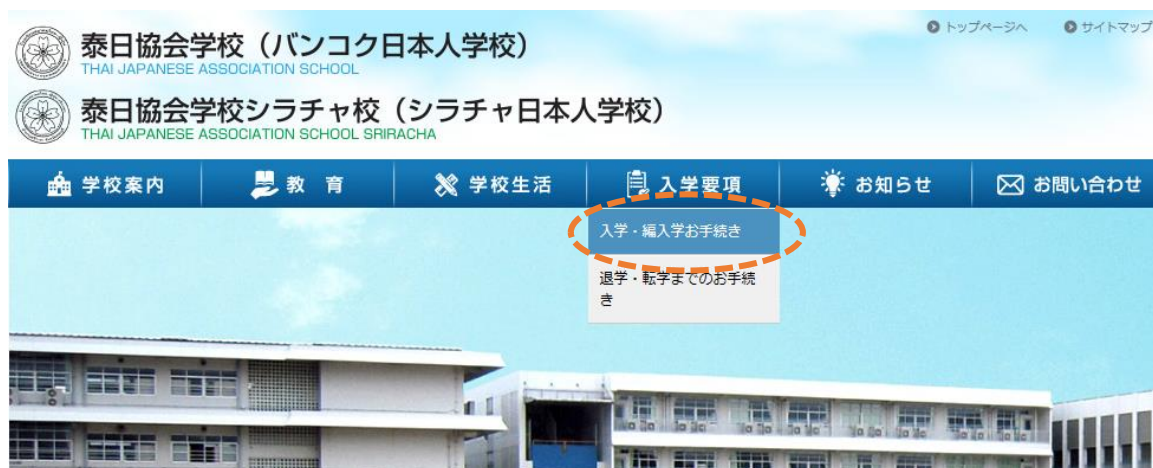 トップページへ
サイトマップ
泰日協会学校（バンコク日本人学校）
THAI JAPANESE ASSOCIATION SCHOOL
泰日協会学校シラチャ校（シラチャ日本人学校）
THAI JAPANESE ASSOCIATION SCHOOL SRIRACHA
学校案内
教 育
学校生活
入学要項
お知らせ
お問い合わせ
入学・編入学お手続き
退学・転学までのお手続
き